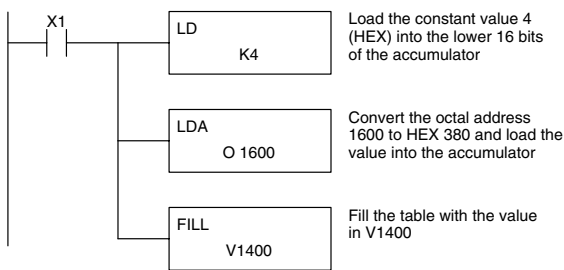 X1
LD
K4
Load the constant value 4
(HEX) into the lower 16 bits
of the accumulator
LDA
O 1600
Convert the octal address
1600 to HEX 380 and load the
value into the accumulator
FILL
V1400
Fill the table with the value
in V1400